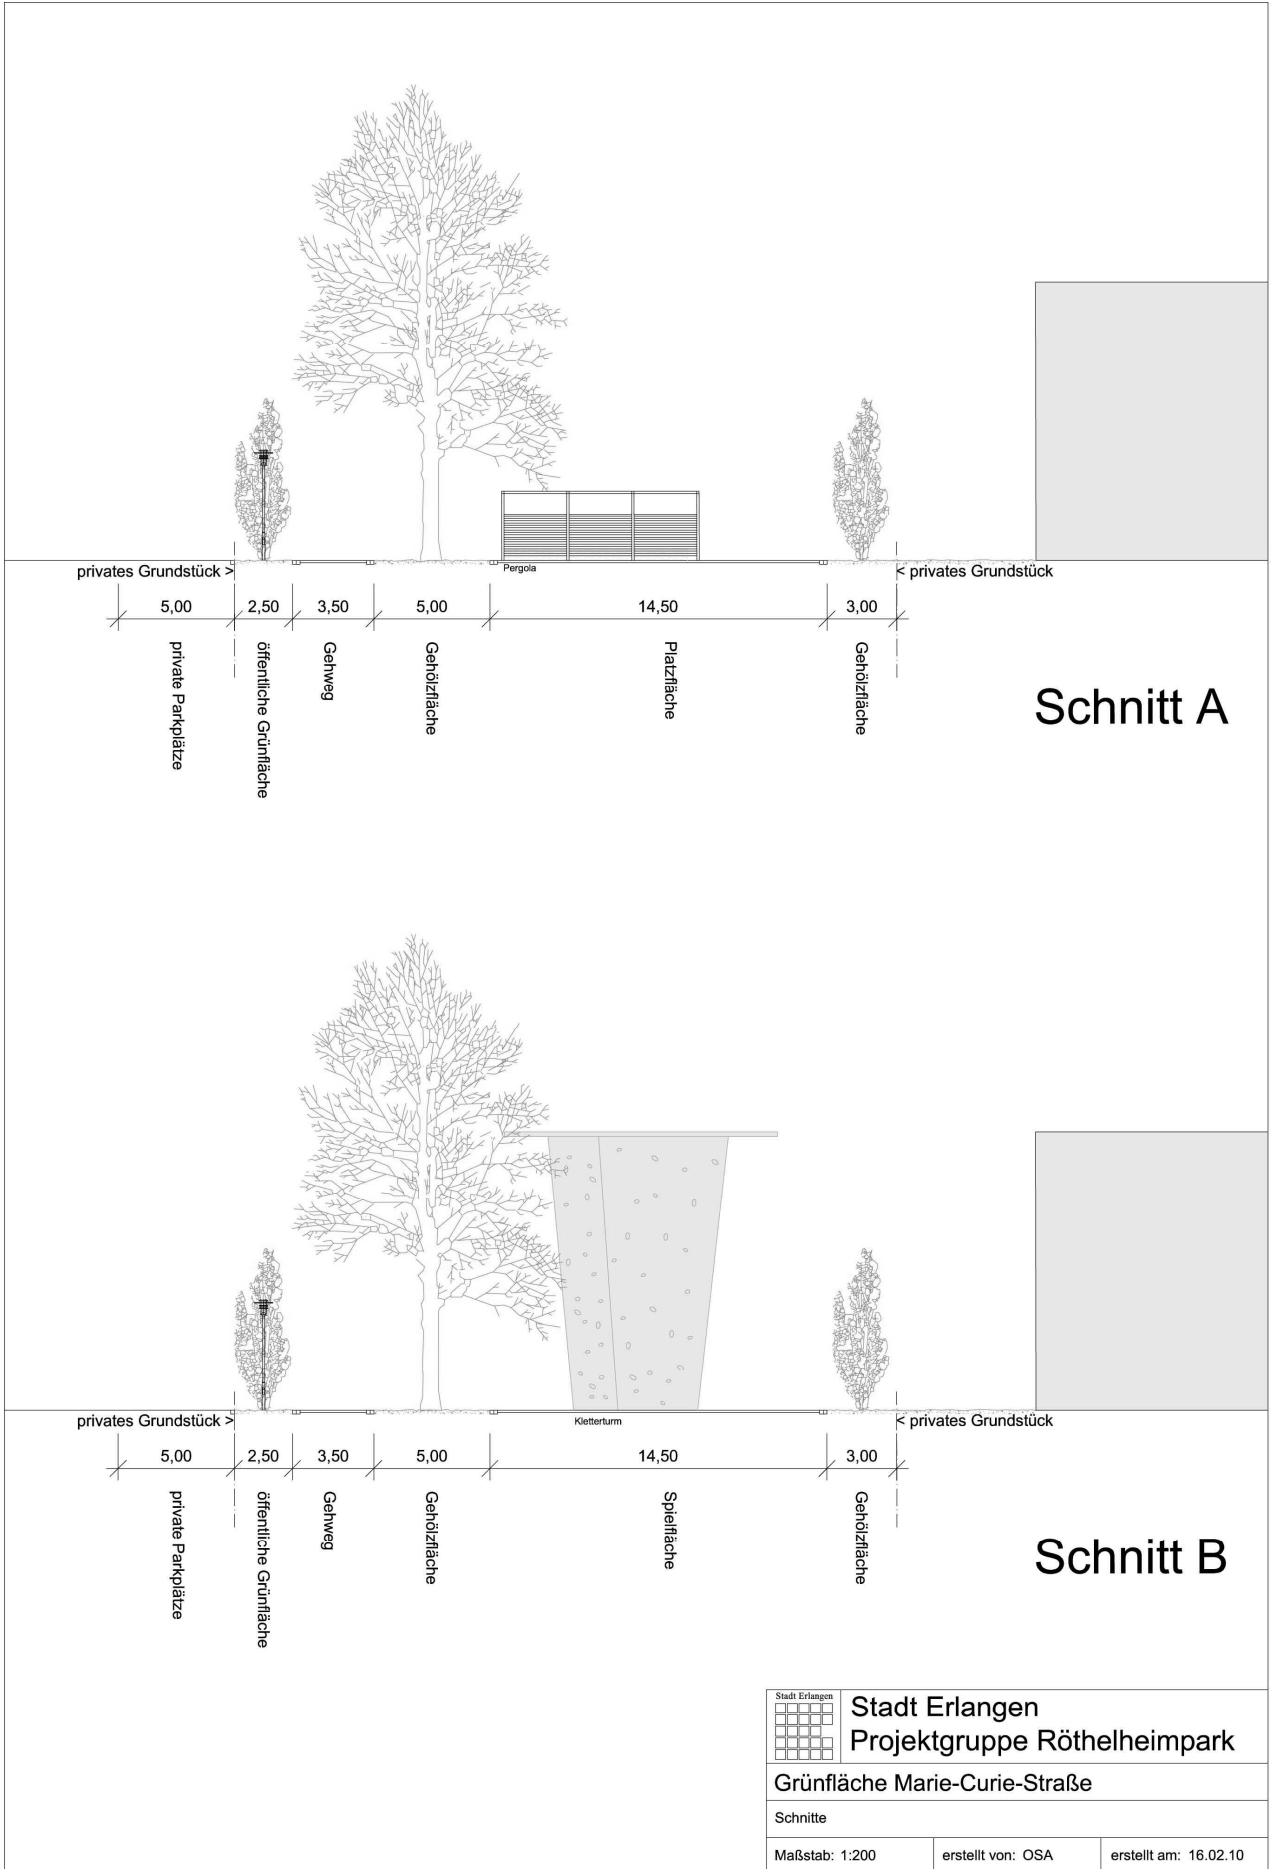 privates Grundstück >
Pergola
< privates Grundstück
5,00 2,50 3,50 5,00 14,50 3,00
private Parkplätze
öffentliche Grünfläche
Gehweg
Gehölzfläche
Platzfläche
Gehölzfläche
Schnitt A
privates Grundstück >
Kletterturm
< privates Grundstück
5,00 2,50 3,50 5,00 14,50 3,00
private Parkplätze
öffentliche Grünfläche
Gehweg
Gehölzfläche
Spielfläche
Gehölzfläche
Schnitt B
Stadt Erlangen
Stadt Erlangen
Projektgruppe Röthelheimpark
Grünfläche Marie-Curie-Straße
Schnitte
Maßstab: 1:200 erstellt von: OSA erstellt am: 16.02.10